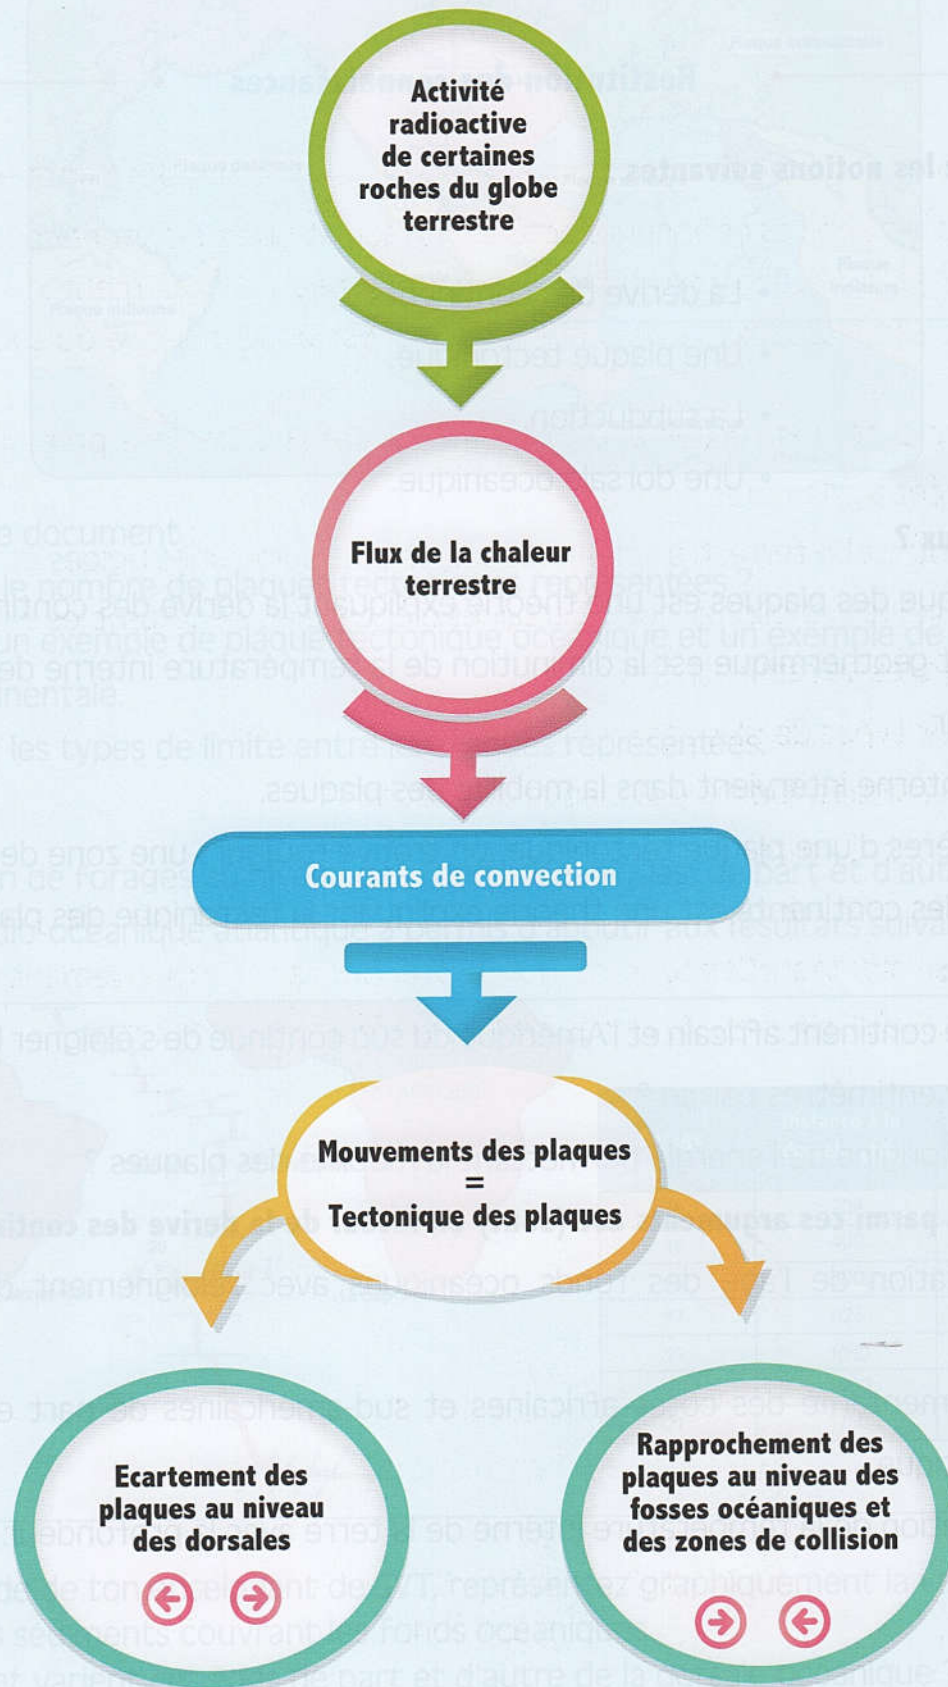 Activité
radioactive
de certaines
roches du globe
terrestre
Flux de la chaleur
terrestre
Courants de convection
Mouvements des plaques
=
Tectonique des plaques
Ecartement des
plaques au niveau
des dorsales
Rapprochement des
plaques au niveau des
fosses océaniques et
des zones de collision